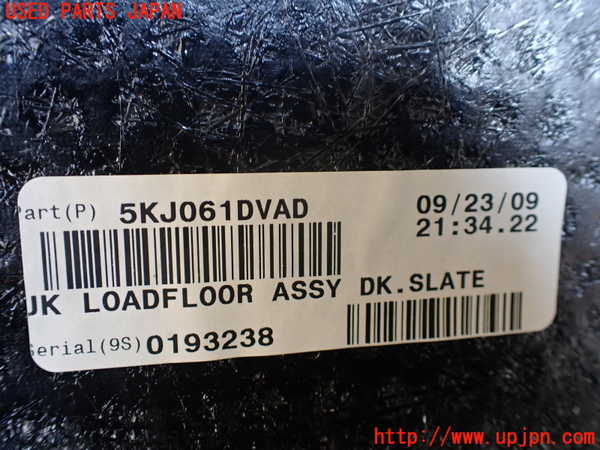 USED PARTS JAPAN
Part(P) 5KJ061DVAD
09/23/09
21:34.22
JK LOADFLOOR ASSY DK.SLATE
Serial(9S) 0193238
http://www.upjpn.com/